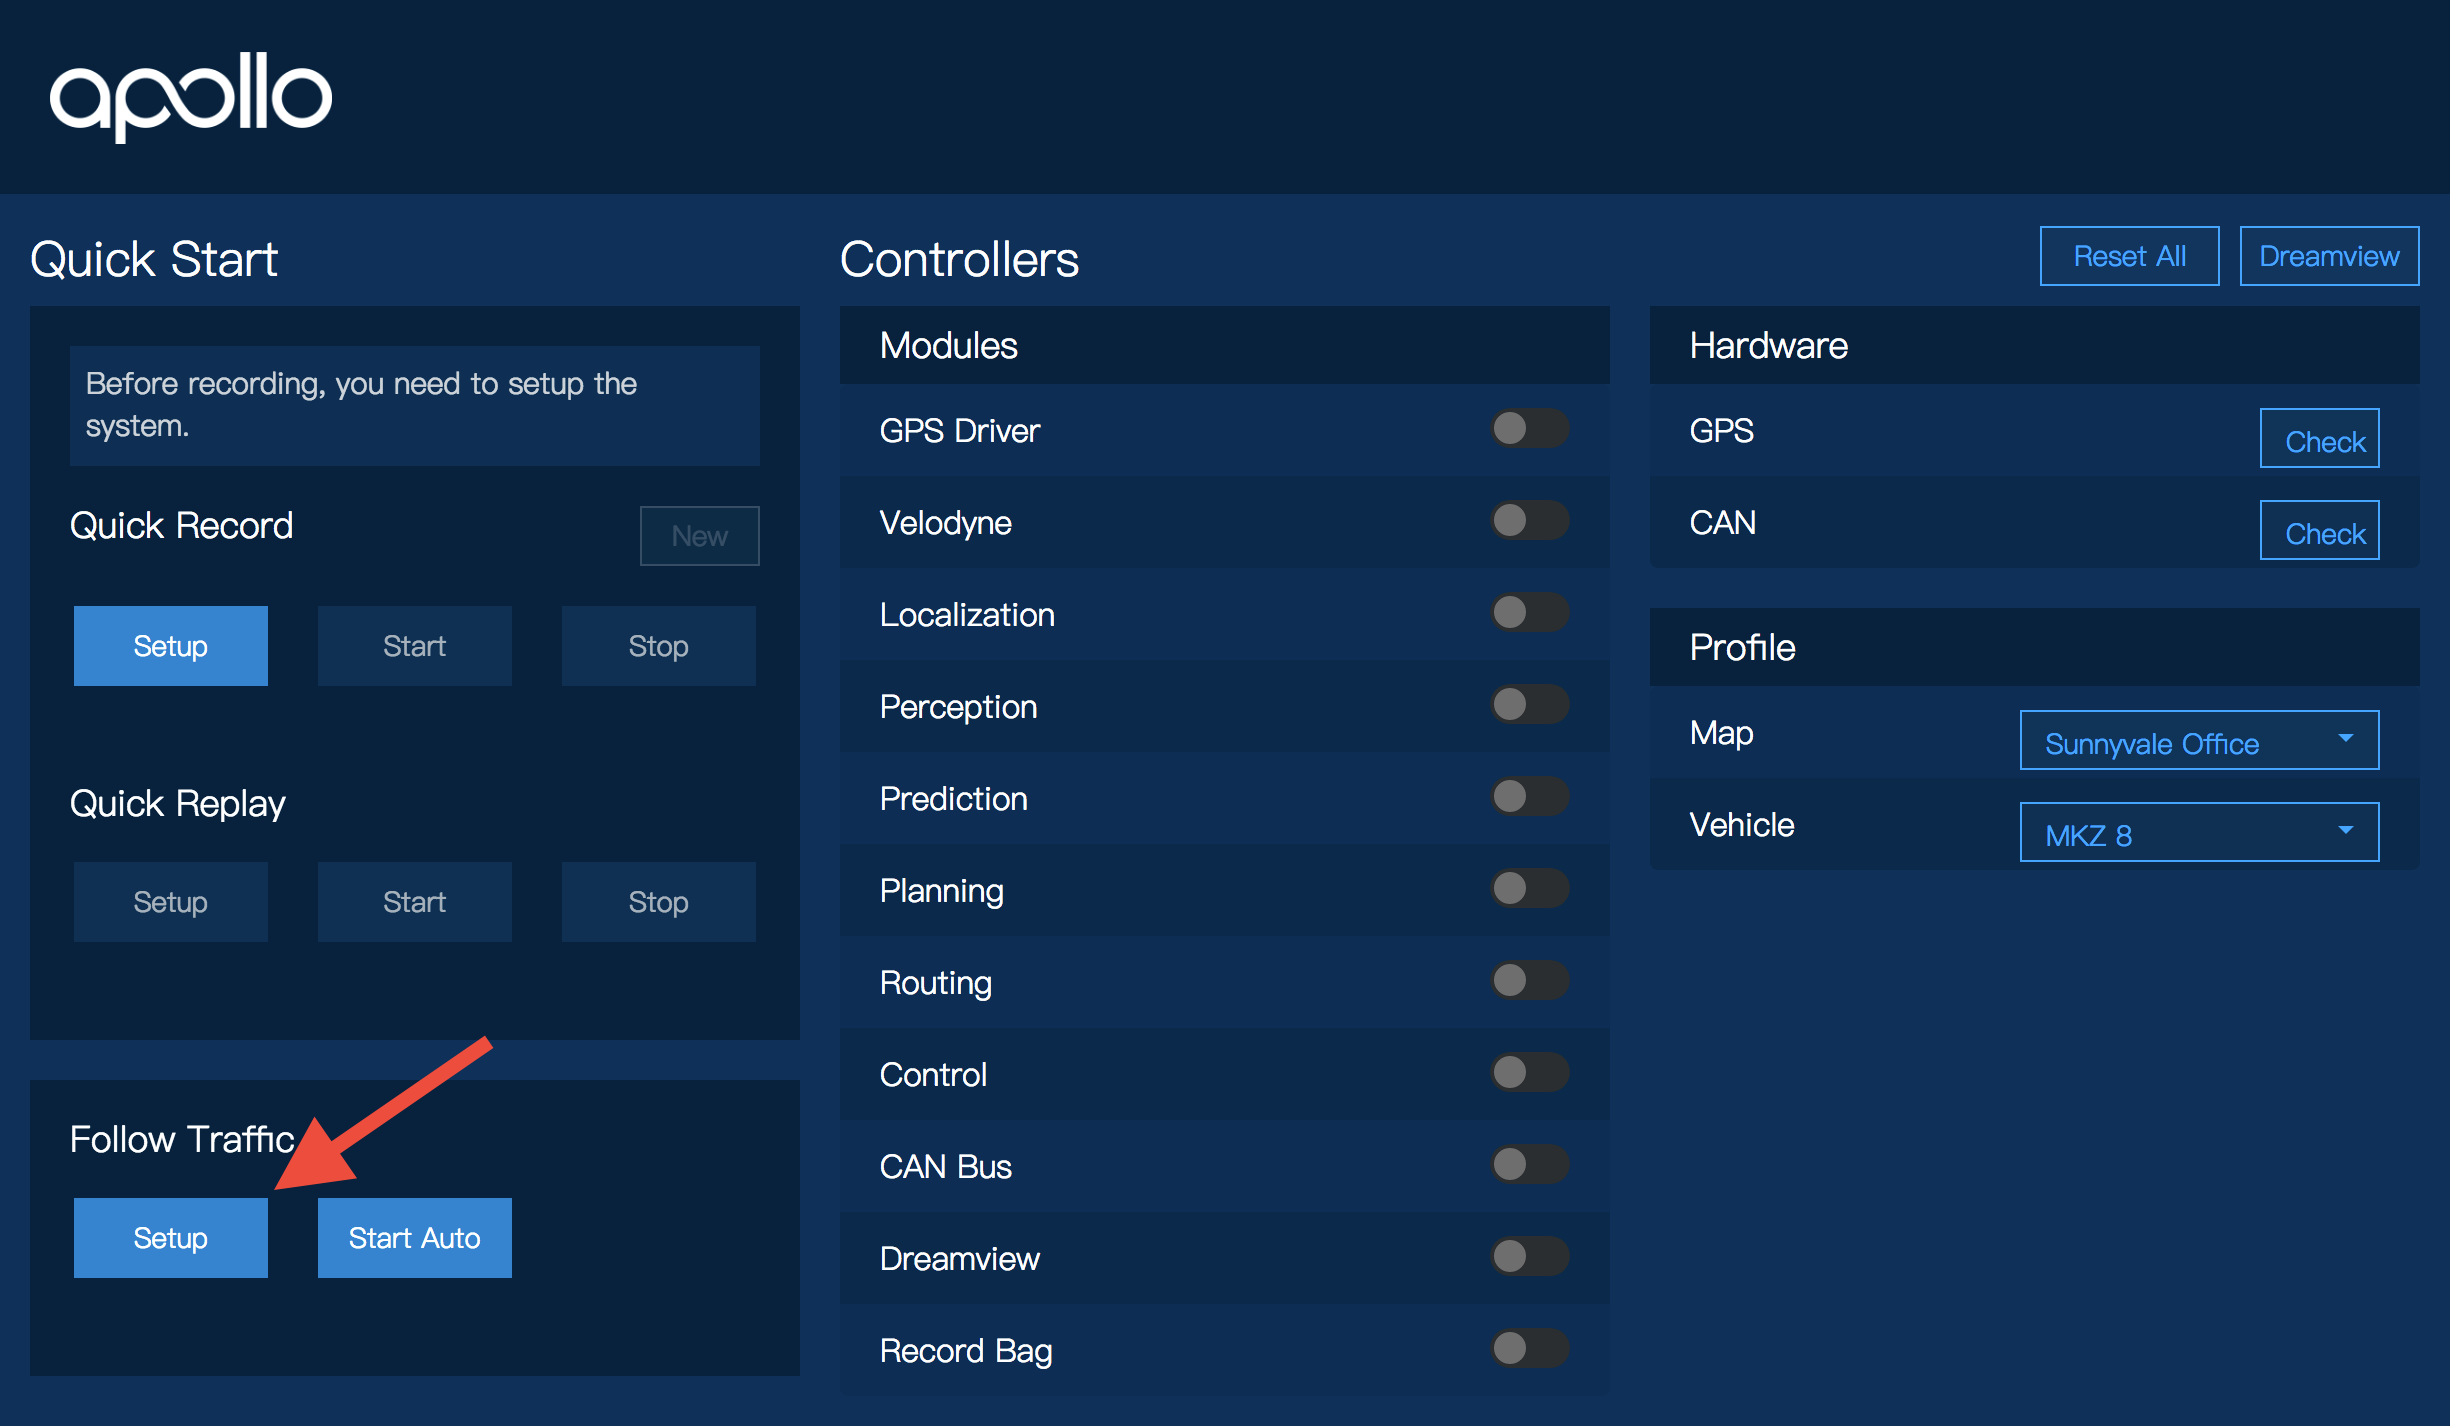 apollo
Quick Start
Before recording, you need to setup the
system.
Quick Record
New
Setup
Start
Stop
Quick Replay
Setup
Start
Stop
Follow Traffic
Setup
Start Auto
Controllers
Reset All
Dreamview
Modules
GPS Driver
Velodyne
Localization
Perception
Prediction
Planning
Routing
Control
CAN Bus
Dreamview
Record Bag
Hardware
GPS
Check
CAN
Check
Profile
Map
Sunnyvale Office
Vehicle
MKZ 8